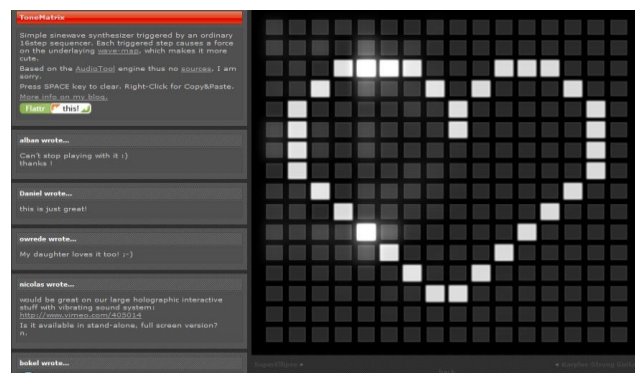 ToneMatrix
Simple sinewave synthesizer triggered by an ordinary
16step sequencer. Each triggered step causes a force
on the underlaying wave-map, which makes it more
cute.
Based on the AudioTool engine thus no sources, I am
sorry.
Press SPACE key to clear. Right-Click for Copy&Paste.
More info on my blog.
Flattr this!
alban wrote...
Can't stop playing with it :)
thanks !
Daniel wrote...
this is just great!
owrede wrote...
My daughter loves it too! ;-)
nicolas wrote...
would be great on our large holographic interactive
stuff with vibrating sound system:
http://www.vimeo.com/405014
Is it available in stand-alone, full screen version?
n.
bokel wrote...